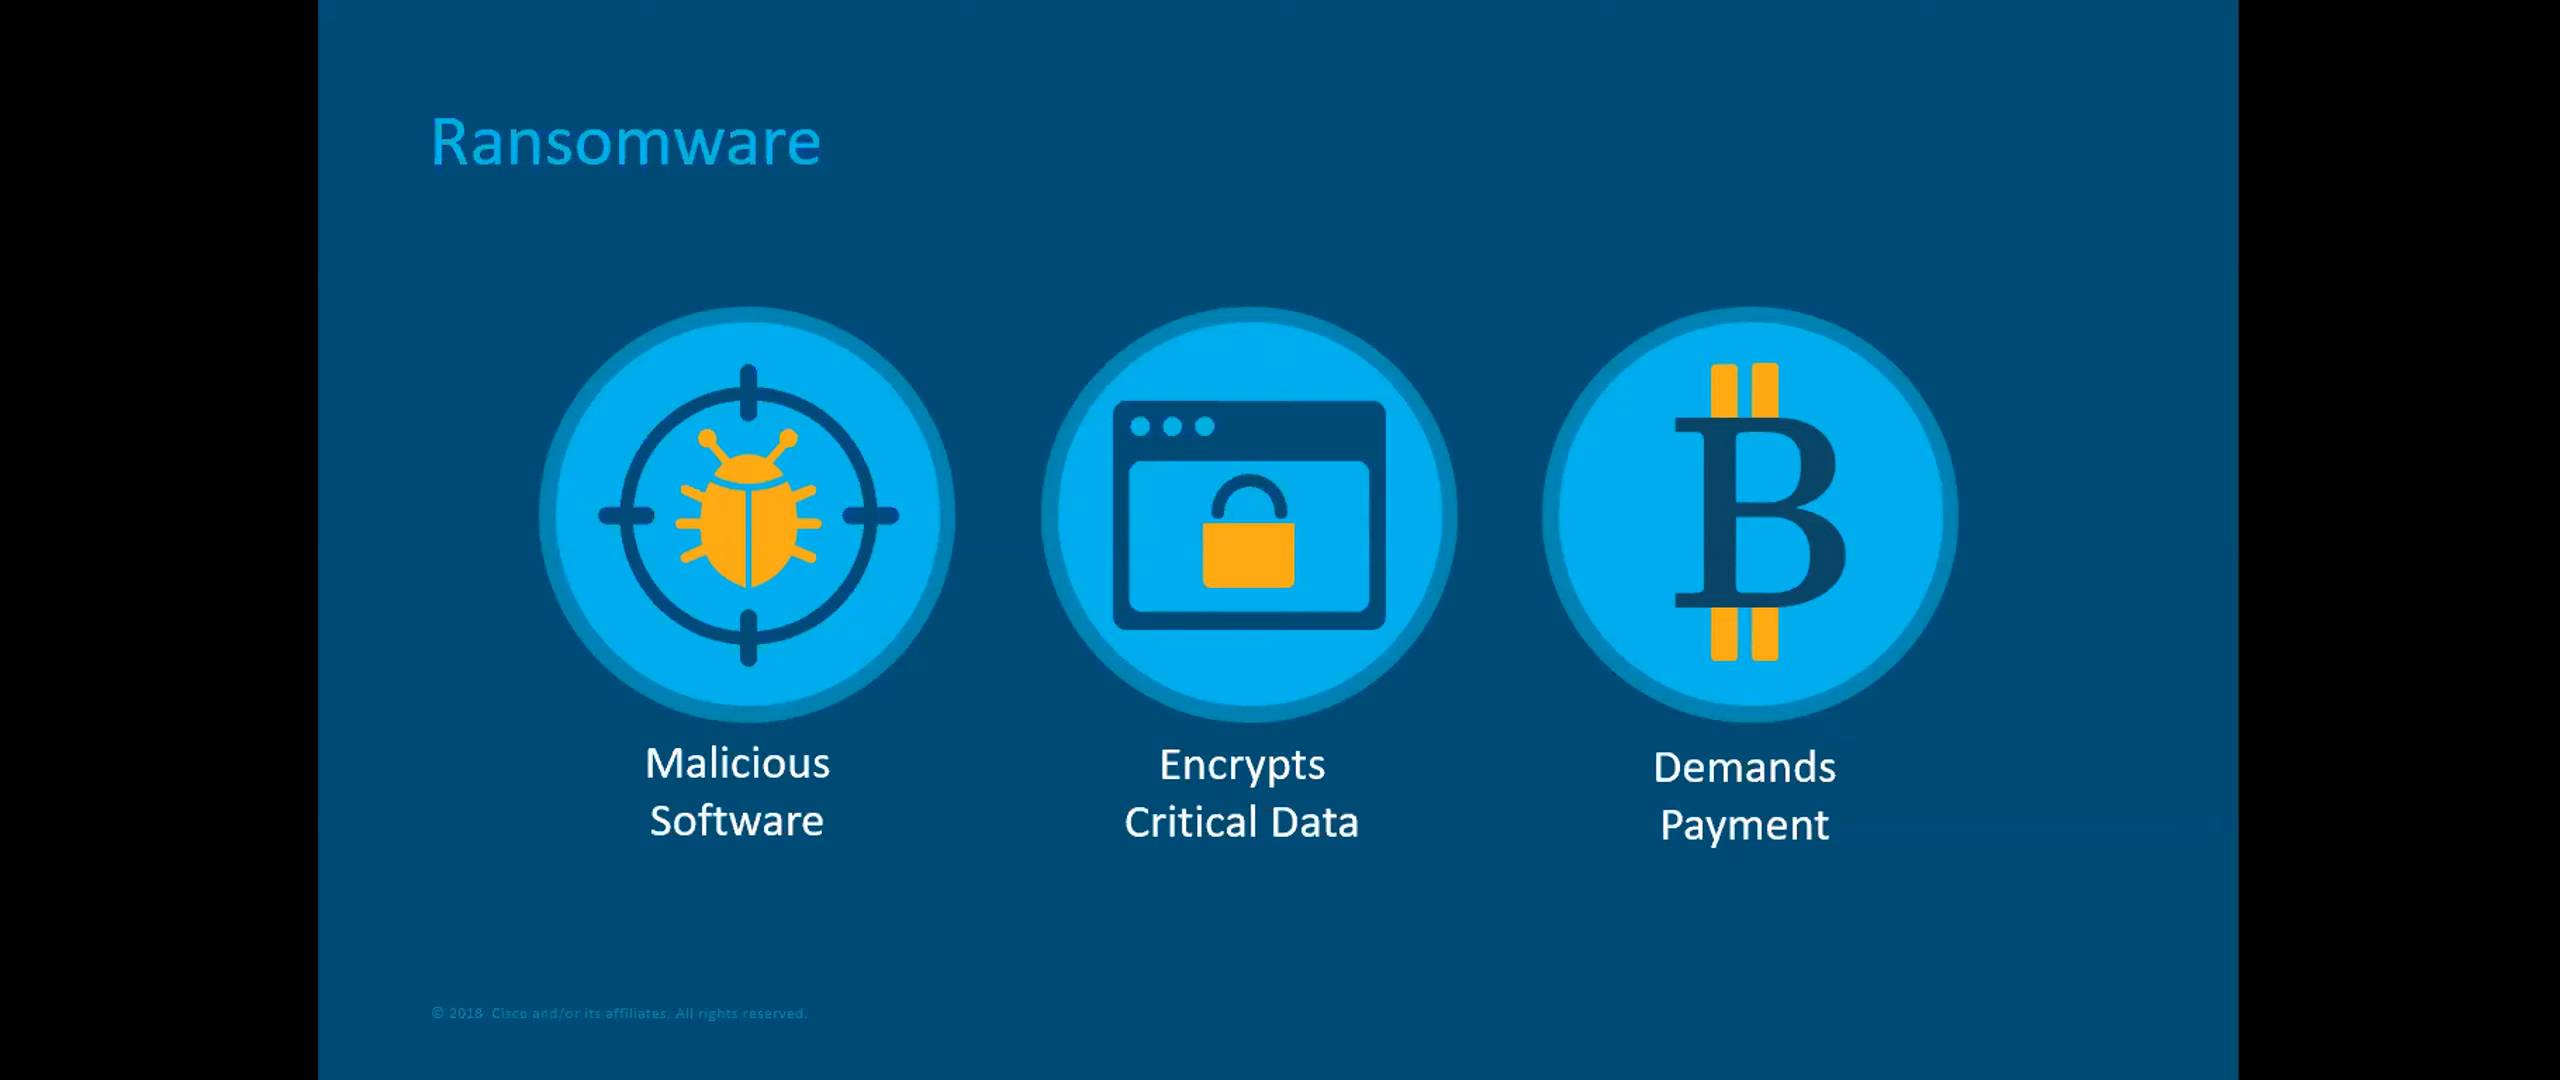 Ransomware
Malicious
Software
Encrypts
Critical Data
Demands
Payment
© 2018 Cisco and/or its affiliates. All rights reserved.